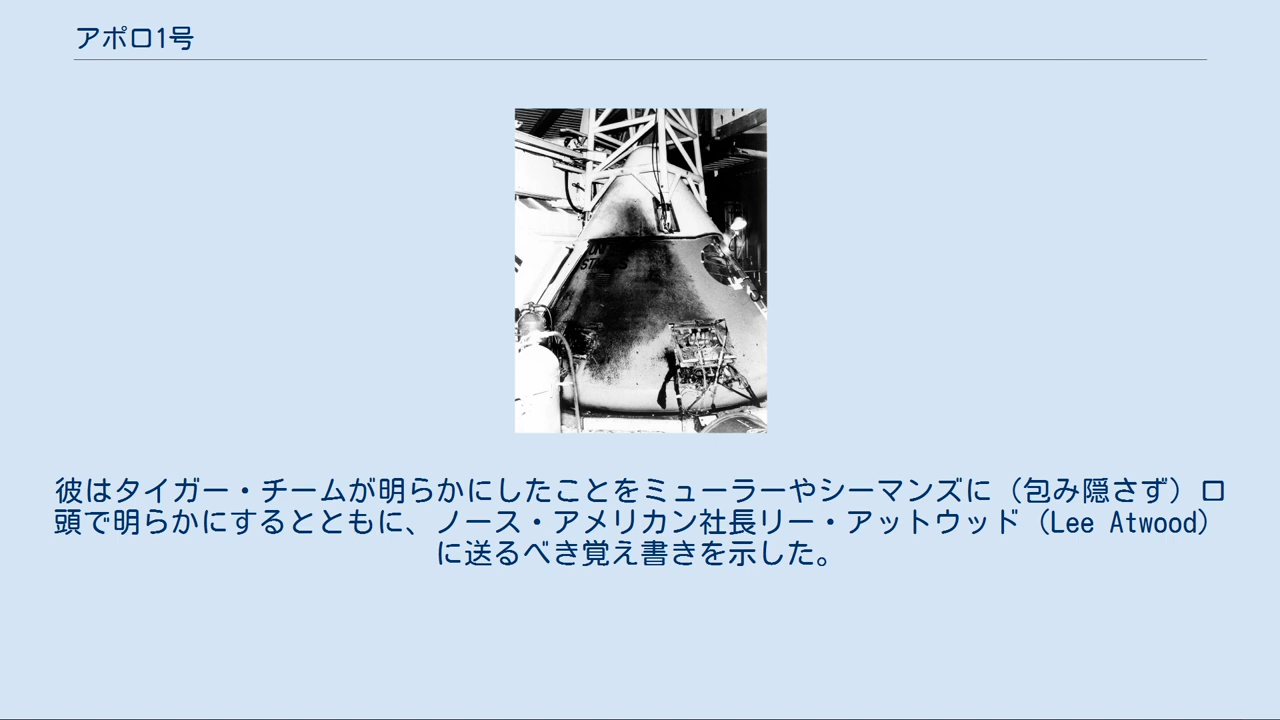 アポロ1号
彼はタイガー・チームが明らかにしたことをミューラーやシーマンズに（包み隠さず）口
頭で明らかにするとともに、ノース・アメリカン社長リー・アットウッド（Lee Atwood）
に送るべき覚え書きを示した。